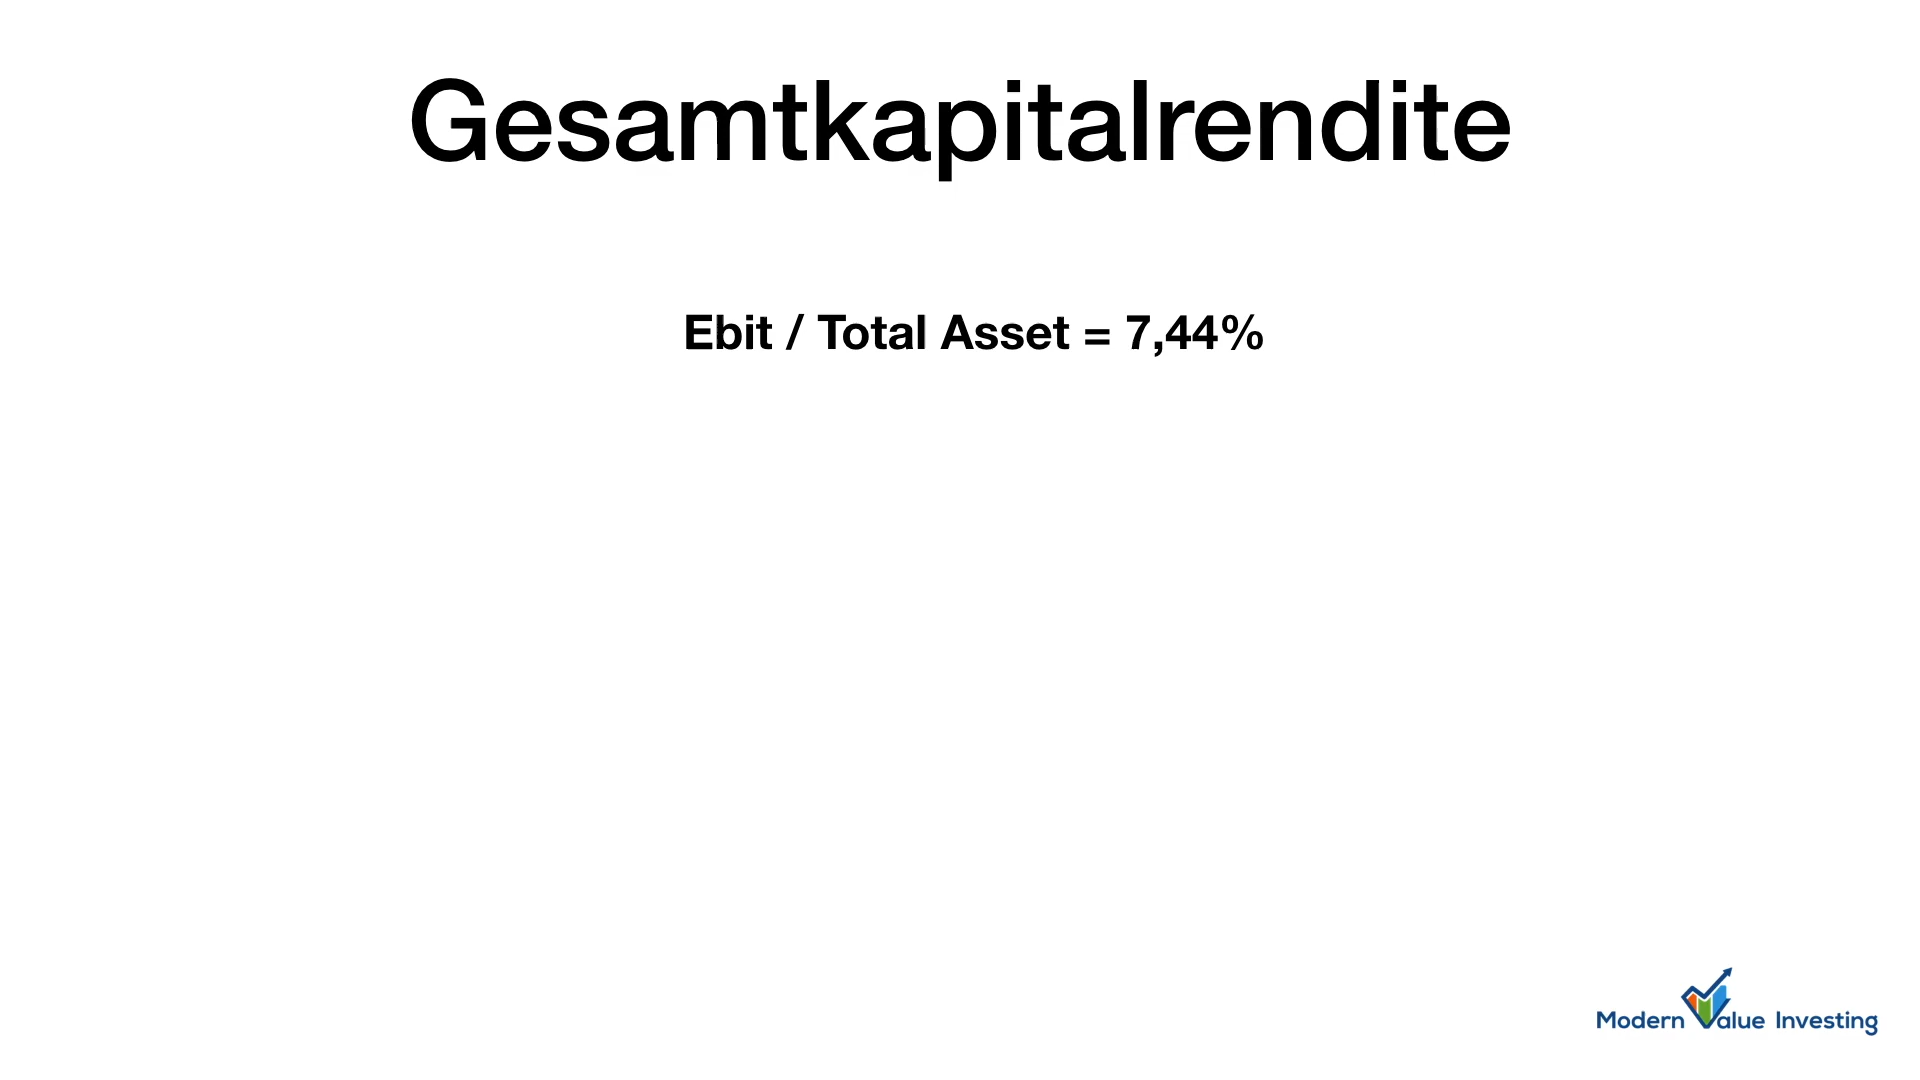 Gesamtkapitalrendite
Ebit / Total Asset = 7,44%
Modern Value Investing